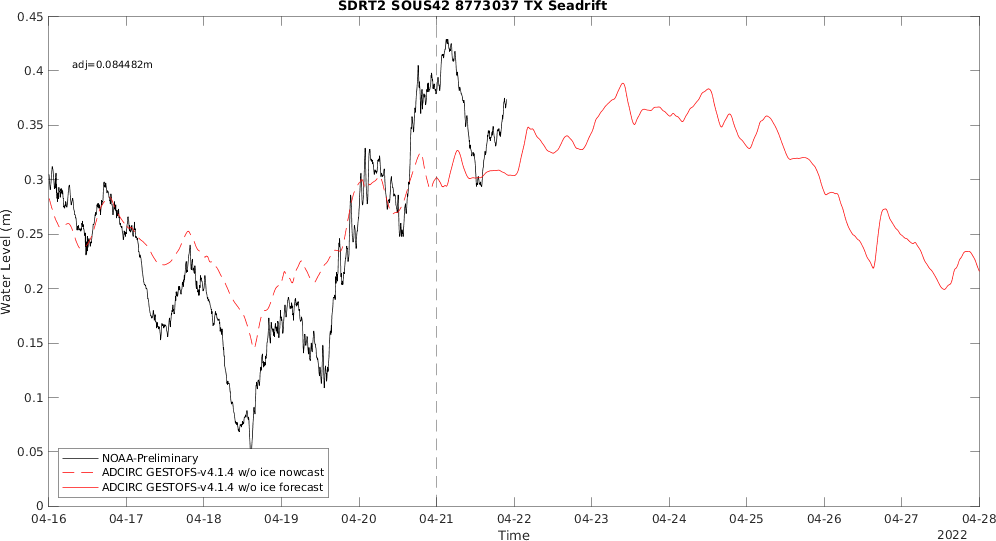 SDRT2 SOUS42 8773037 TX Seadrift
0.45
0.4
0.35
0.3
0.25
0.2
0.15
0.1
0.05
0
Water Level (m)
adj=0.084482m
NOAA-Preliminary
ADCIRC GESTOFS-v4.1.4 w/o ice nowcast
ADCIRC GESTOFS-v4.1.4 w/o ice forecast
04-16 04-17 04-18 04-19 04-20 04-21 04-22 04-23 04-24 04-25 04-26 04-27 04-28
Time
2022